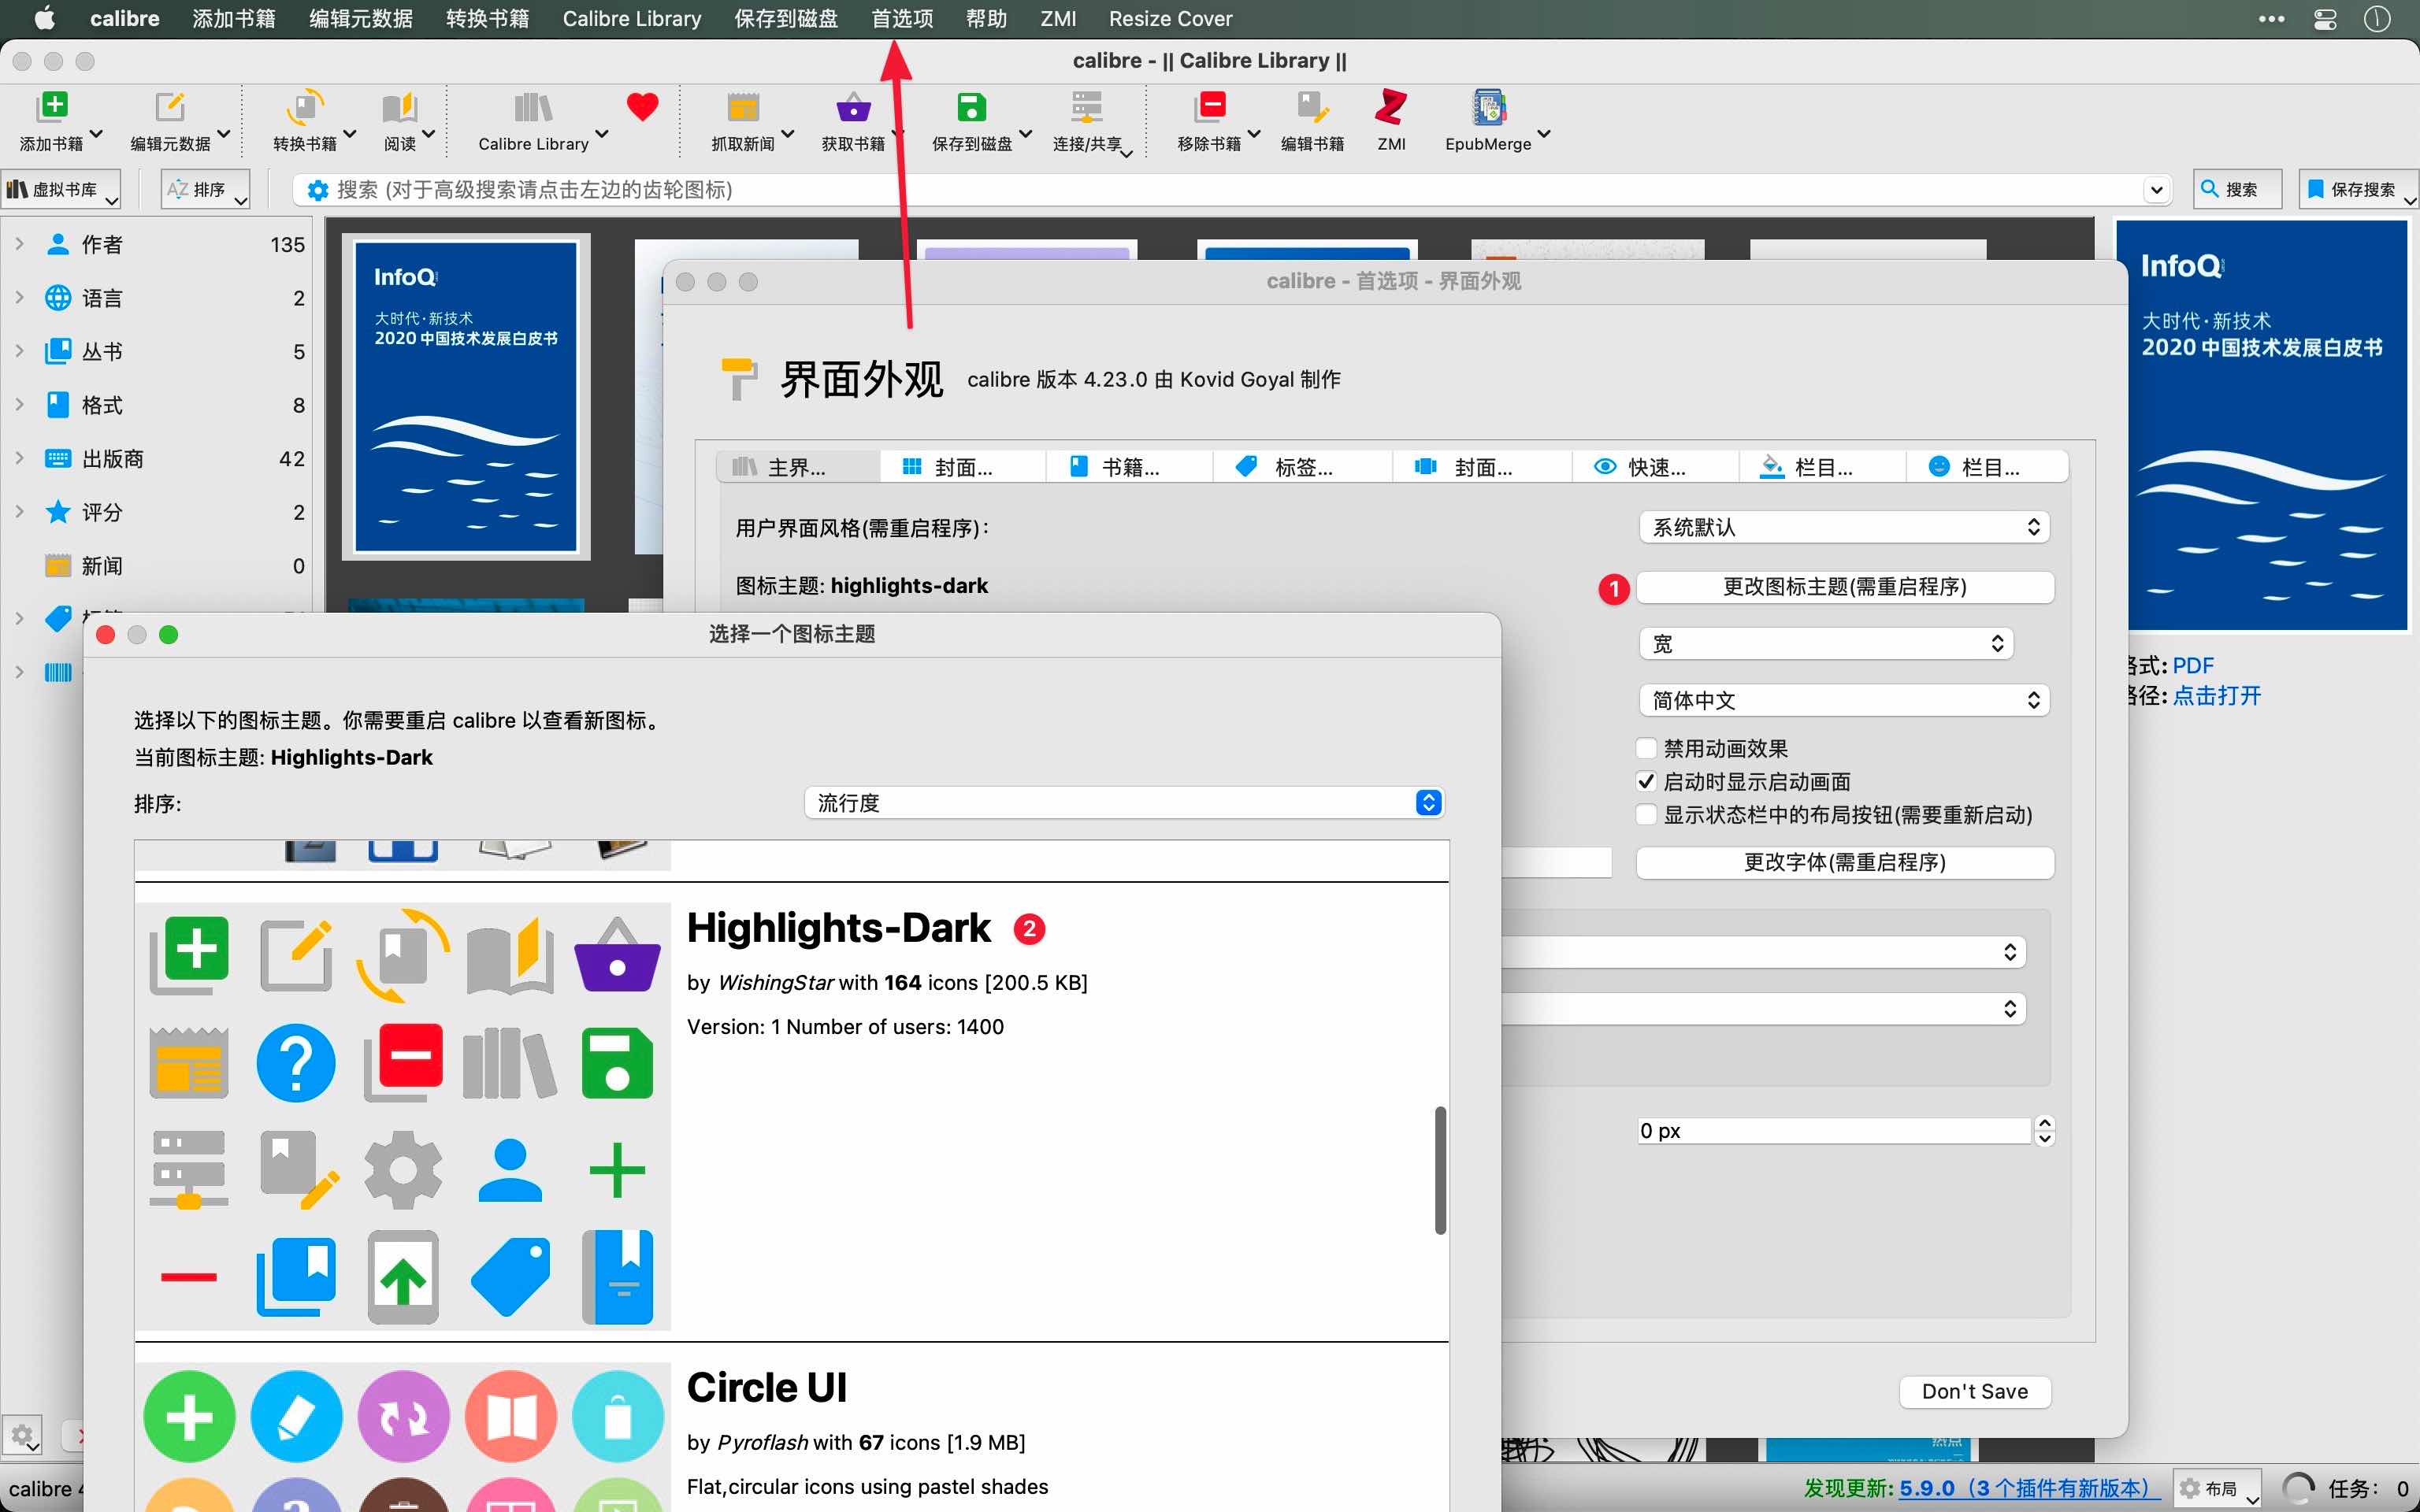 calibre 添加书籍 编辑元数据 转换书籍 Calibre Library 保存到磁盘 首选项 帮助 ZMI Resize Cover
calibre - || Calibre Library ||
添加书籍 编辑元数据 转换书籍 阅读 Calibre Library 抓取新闻 获取书籍 保存到磁盘 连接/共享 移除书籍 编辑书籍 ZMI EpubMerge
虚拟书库 AZ 排序 搜索 (对于高级搜索请点击左边的齿轮图标) 搜索 保存搜索
作者 135
语言 2
丛书 5
格式 8
出版商 42
评分 2
新闻 0
InfoQ
大时代·新技术
2020 中国技术发展白皮书
calibre - 首选项 - 界面外观
界面外观 calibre 版本 4.23.0 由 Kovid Goyal 制作
主界... 封面... 书籍... 标签... 封面... 快速... 栏目... 栏目...
用户界面风格(需重启程序): 系统默认
图标主题: highlights-dark 1 更改图标主题(需重启程序)
宽
简体中文
禁用动画效果
启动时显示启动画面
显示状态栏中的布局按钮(需要重新启动)
更改字体(需重启程序)
0 px
Don't Save
InfoQ
大时代·新技术
2020 中国技术发展白皮书
格式: PDF
路径: 点击打开
选择一个图标主题
选择以下的图标主题。你需要重启 calibre 以查看新图标。
当前图标主题: Highlights-Dark
排序: 流行度
Highlights-Dark 2
by WishingStar with 164 icons [200.5 KB]
Version: 1 Number of users: 1400
Circle UI
by Pyroflash with 67 icons [1.9 MB]
Flat,circular icons using pastel shades
热点
calibre 4
发现更新: 5.9.0 (3 个插件有新版本) 布局 任务: 0